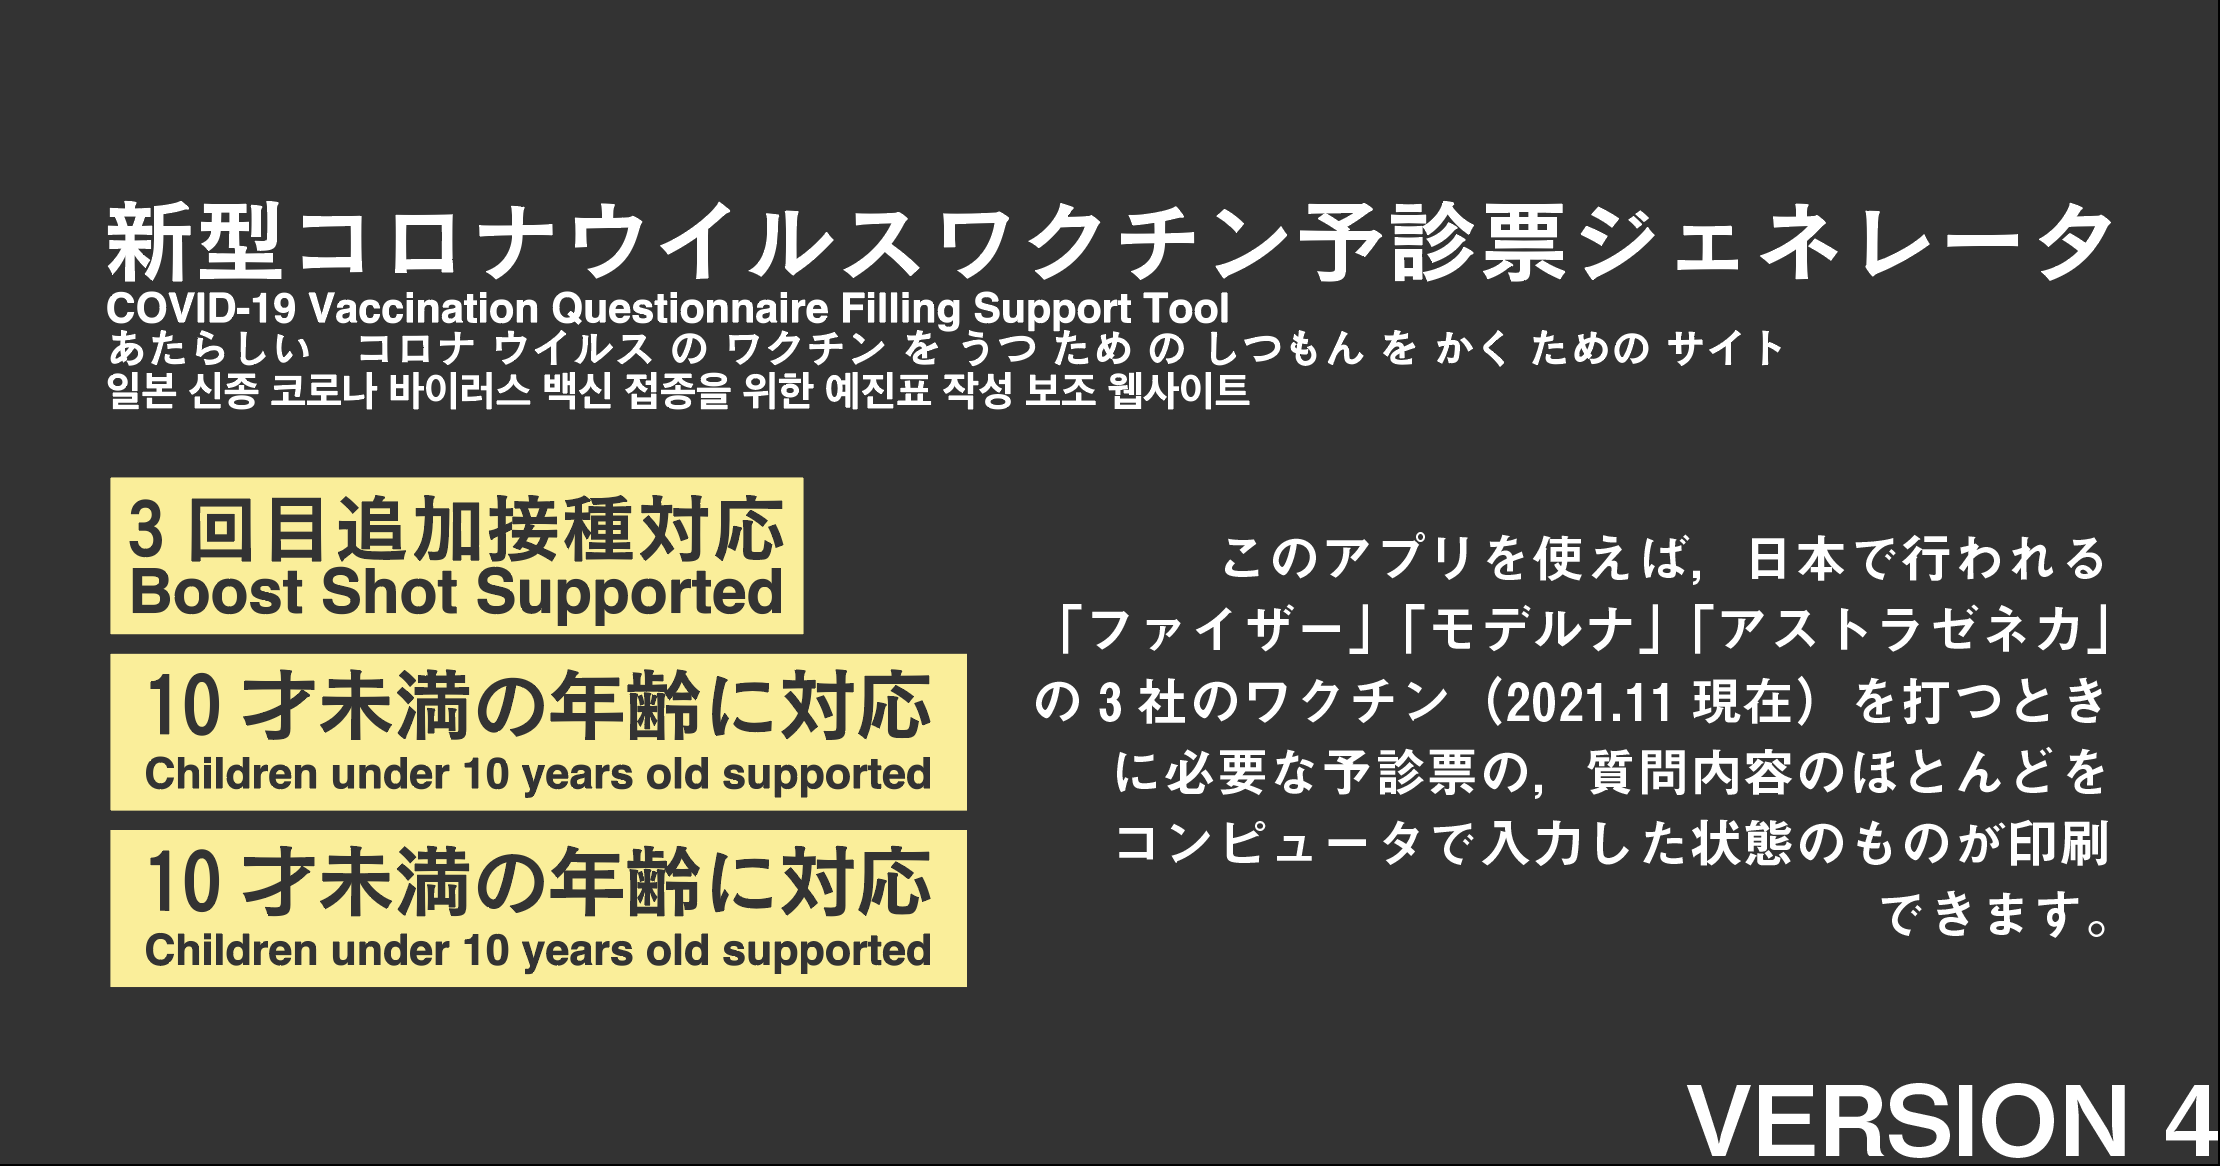 新型コロナウイルスワクチン予診票ジェネレータ
COVID-19 Vaccination Questionnaire Filling Support Tool
あたらしい　コロナ ウイルス の ワクチン を うつ ため の しつもん を かく ための サイト
일본 신종 코로나 바이러스 백신 접종을 위한 예진표 작성 보조 웹사이트
3 回目追加接種対応
Boost Shot Supported
10 才未満の年齢に対応
Children under 10 years old supported
10 才未満の年齢に対応
Children under 10 years old supported
このアプリを使えば，日本で行われる
「ファイザー」「モデルナ」「アストラゼネカ」
の 3 社のワクチン（2021.11 現在）を打つとき
に必要な予診票の，質問内容のほとんどを
コンピュータで入力した状態のものが印刷
できます。
VERSION 4